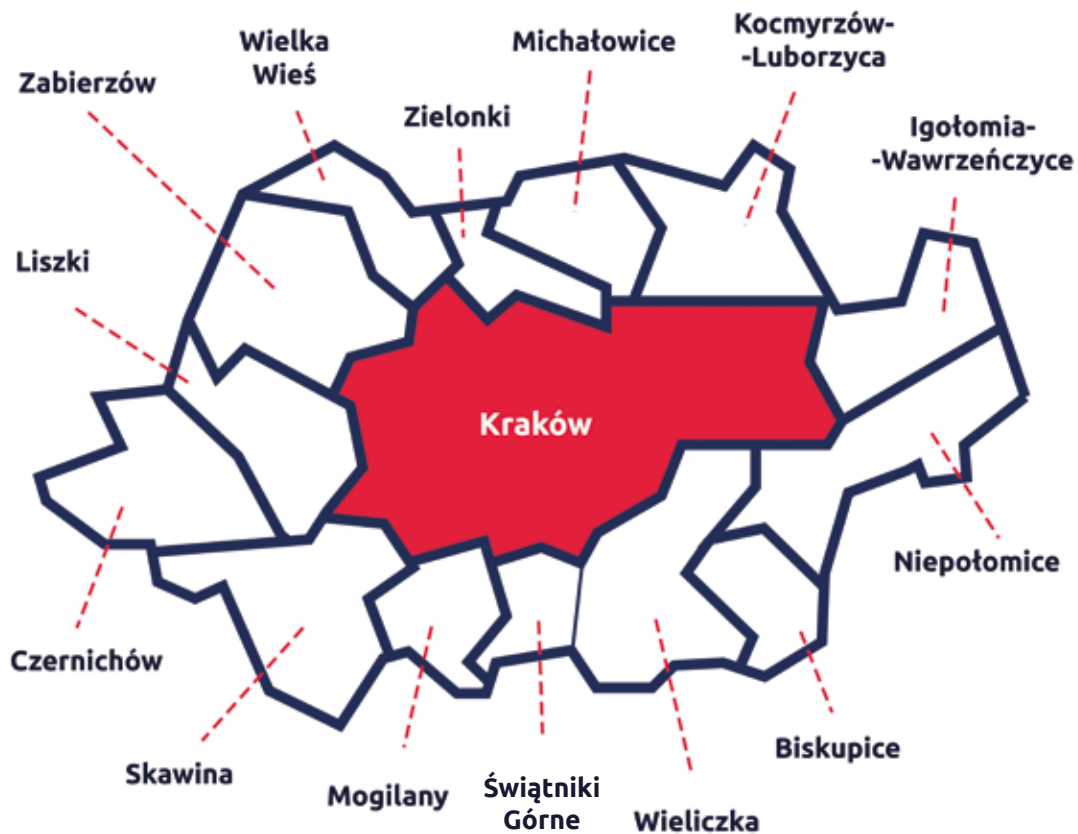 Wielka
Wieś
Michałowice
Kocmyrzów-
-Luborzyca
Zabierzów
Zielonki
Igołomia-
-Wawrzeńczyce
Liszki
Kraków
Niepołomice
Czernichów
Skawina
Mogilany
Świątniki
Górne
Wieliczka
Biskupice